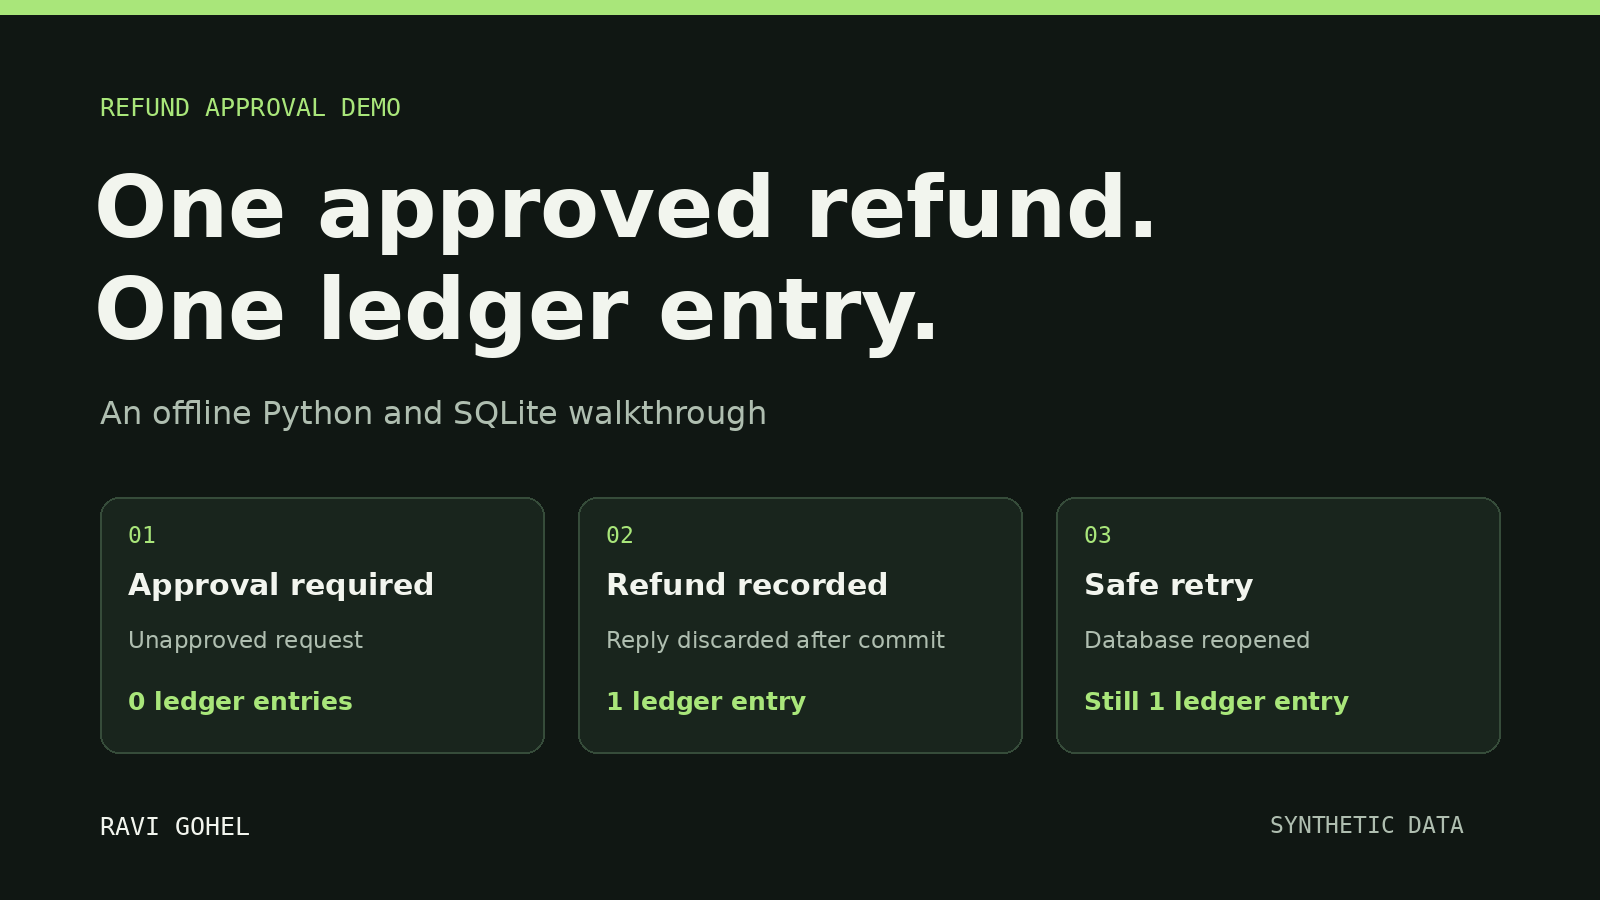 REFUND APPROVAL DEMO
One approved refund.
One ledger entry.
An offline Python and SQLite walkthrough
01
Approval required
Unapproved request
0 ledger entries
02
Refund recorded
Reply discarded after commit
1 ledger entry
03
Safe retry
Database reopened
Still 1 ledger entry
RAVI GOHEL
SYNTHETIC DATA